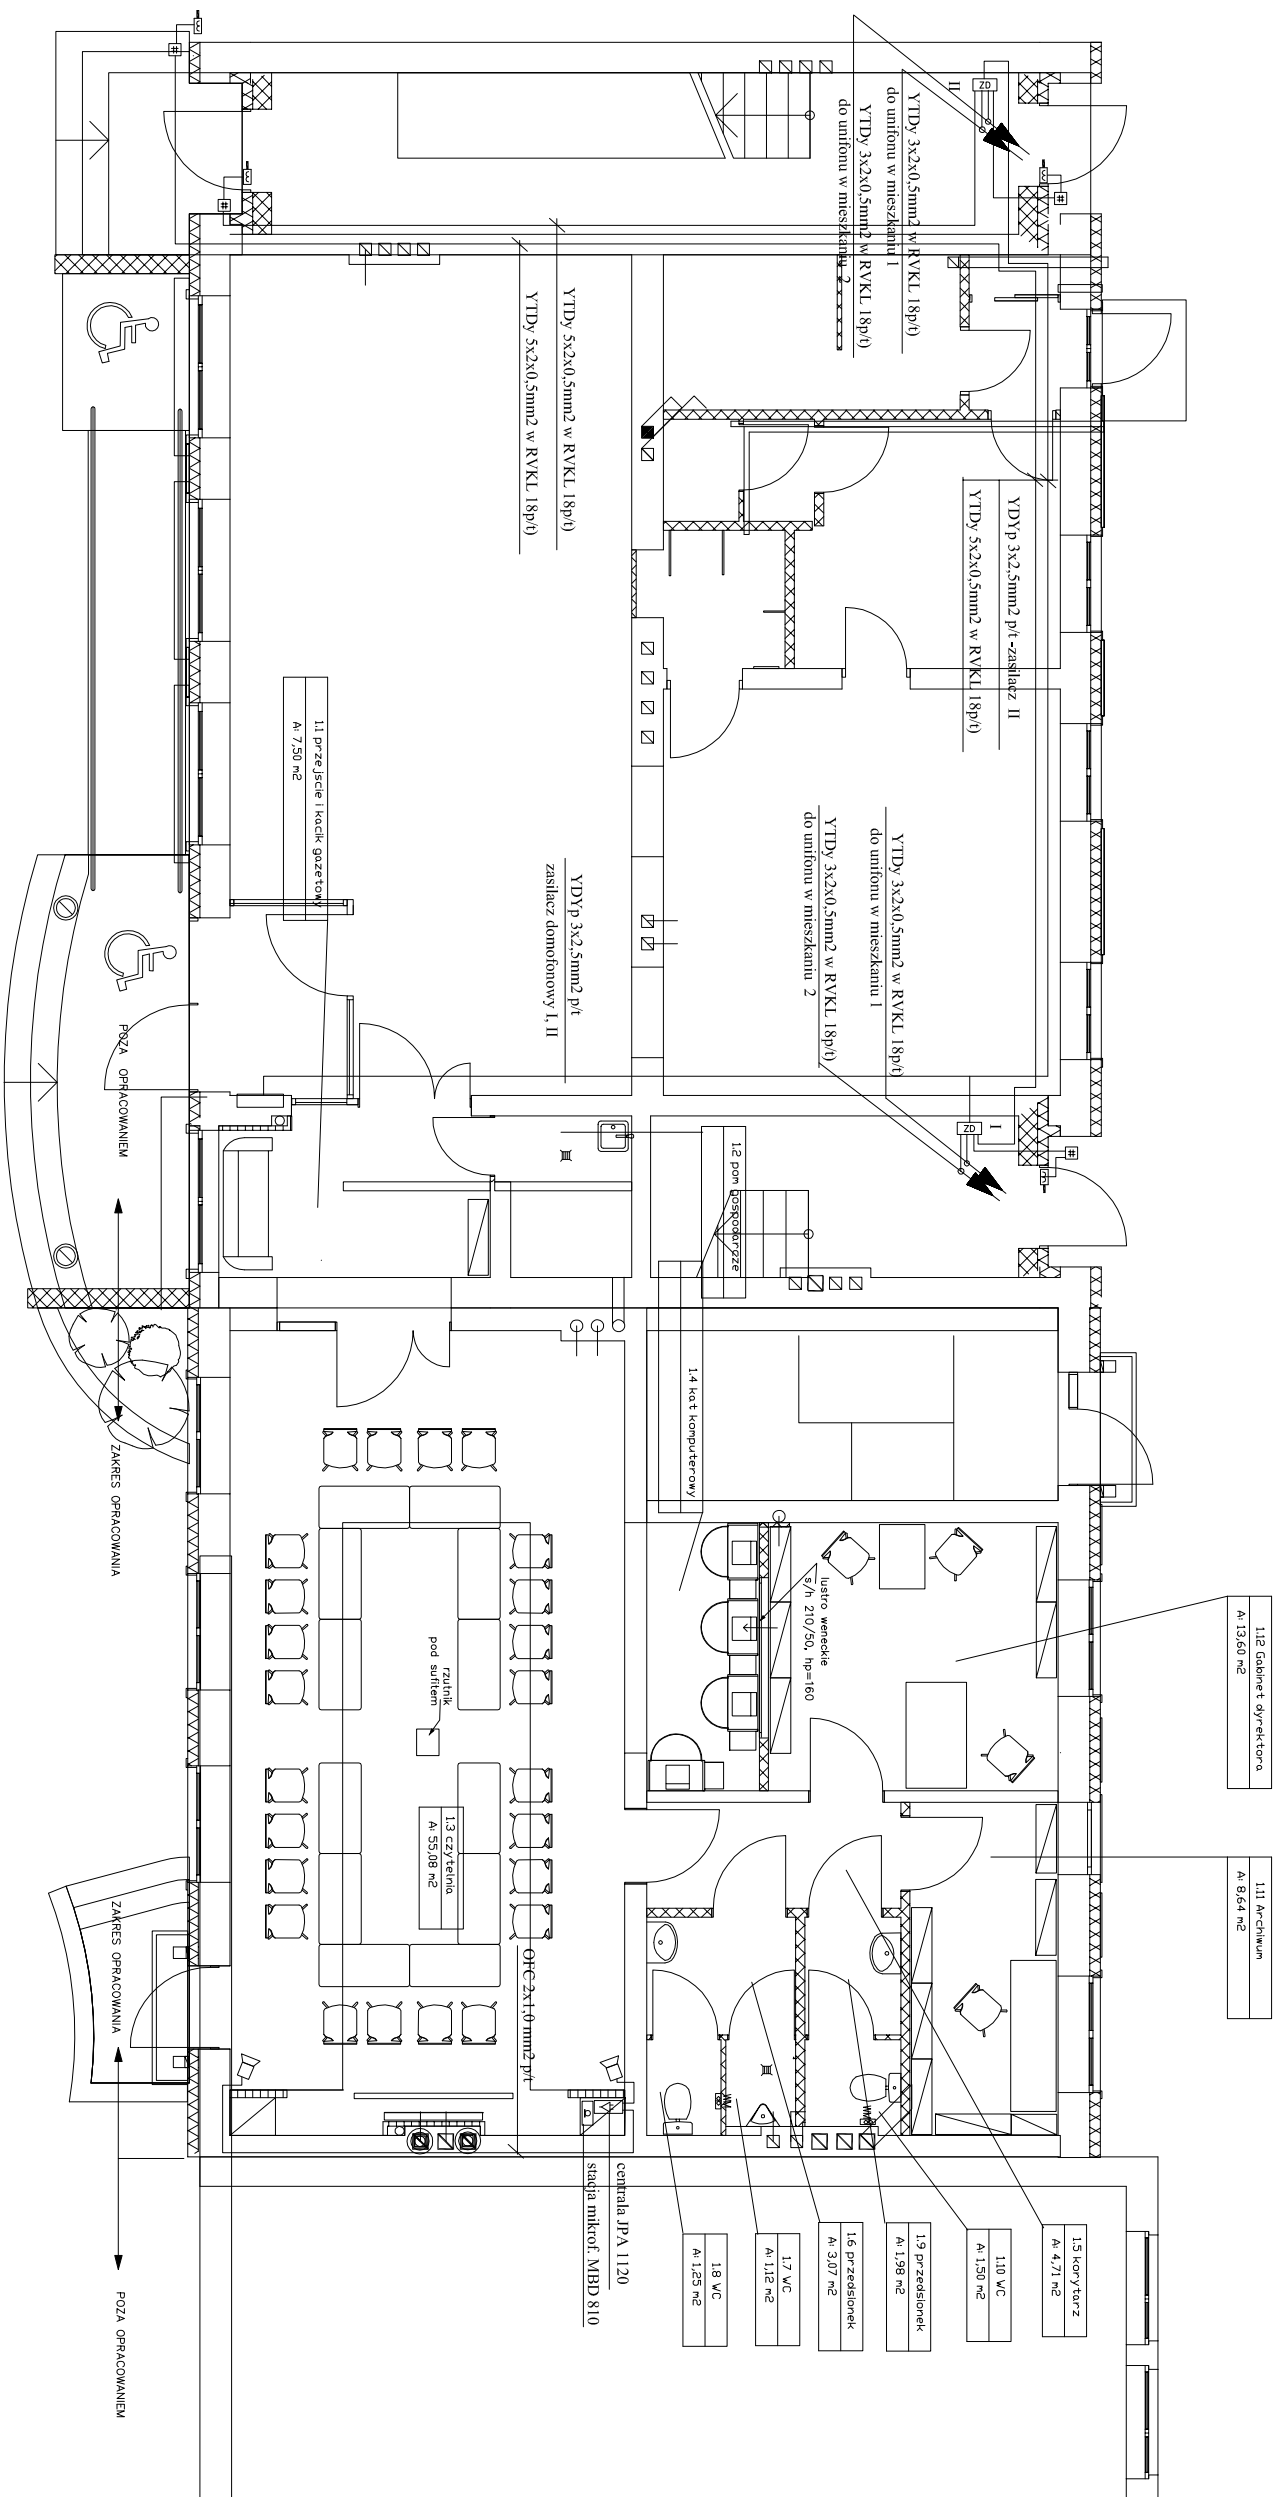 ZD
II
YTDy 3x2x0,5mm2 w RVKL 18p/t)
do unifonu w mieszkaniu 1
YTDy 3x2x0,5mm2 w RVKL 18p/t)
do unifonu w mieszkaniu 2
YTDy 5x2x0,5mm2 w RVKL 18p/t)
YTDy 5x2x0,5mm2 w RVKL 18p/t)
YDYp 3x2,5mm2 p/t -zasilacz II
YTDy 5x2x0,5mm2 w RVKL 18p/t)
1.1 przejscie i kacik gazetowy
A: 7,50 m2
YDYp 3x2,5mm2 p/t
zasilacz domofonowy I, II
YTDy 3x2x0,5mm2 w RVKL 18p/t)
do unifonu w mieszkaniu 1
YTDy 3x2x0,5mm2 w RVKL 18p/t)
do unifonu w mieszkaniu 2
ZD
I
POZA OPRACOWANIEM
ZAKRES OPRACOWANIA
1.2 pom gospodarcze
1.4 kat komputerowy
lustro weneckie
s/h 210/50, hp=160
1.12 Gabinet dyrektora
A: 13,60 m2
1.11 Archiwum
A: 8,64 m2
rzutnik
pod sufitem
1.3 czytelnia
A: 55,08 m2
OFC 2x1,0 mm2 p/t
centrala JPA 1120
stacja mikrof. MBD 810
1.5 korytarz
A: 4,71 m2
1.10 WC
A: 1,50 m2
1.9 przedsionek
A: 1,98 m2
1.6 przedsionek
A: 3,07 m2
1.7 WC
A: 1,12 m2
1.8 WC
A: 1,25 m2
ZAKRES OPRACOWANIA
POZA OPRACOWANIEM